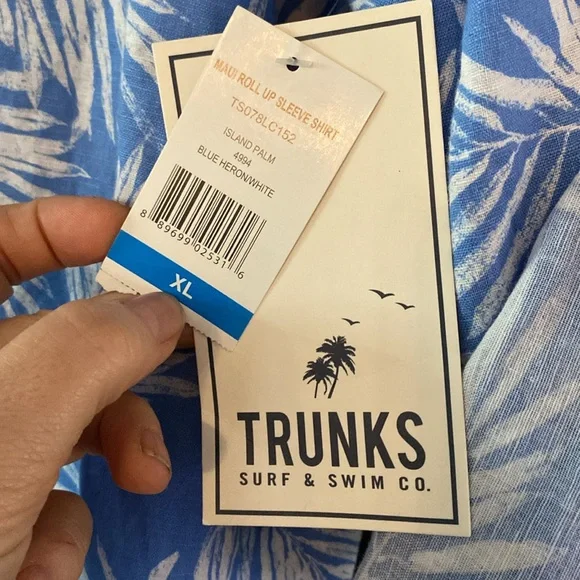 MAUI ROLL UP SLEEVE SHIRT
TS078LC152
ISLAND PALM
4994
BLUE HERON/WHITE
8 89699 02531 6
XL
TRUNKS
SURF & SWIM CO.